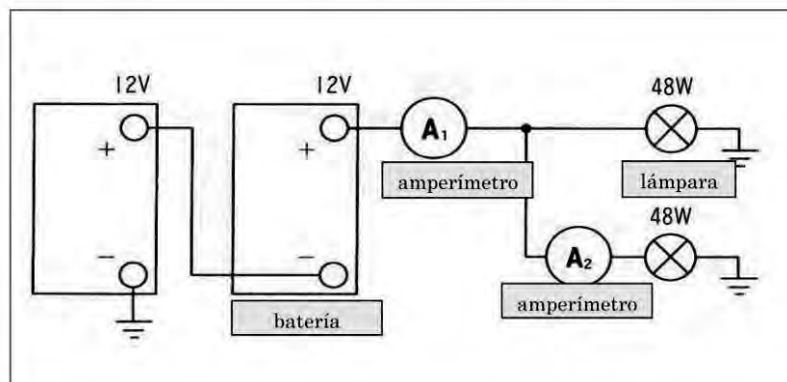 12V
12V
48W
+
+
A₁
amperímetro
lámpara
48W
−
−
A₂
batería
amperímetro